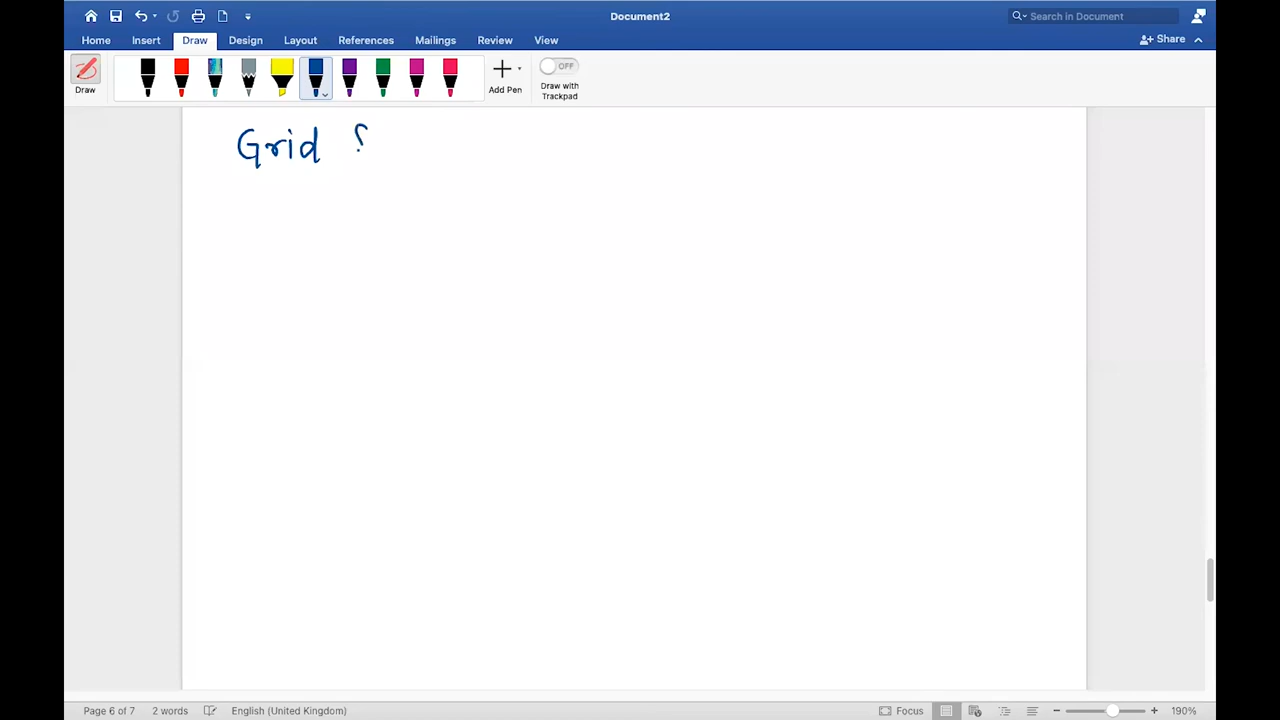 Document2
Search in Document
Home Insert Draw Design Layout References Mailings Review View
Share
OFF
Draw
Add Pen
Draw with
Trackpad
Grid
Page 6 of 7 2 words English (United Kingdom) Focus 190%